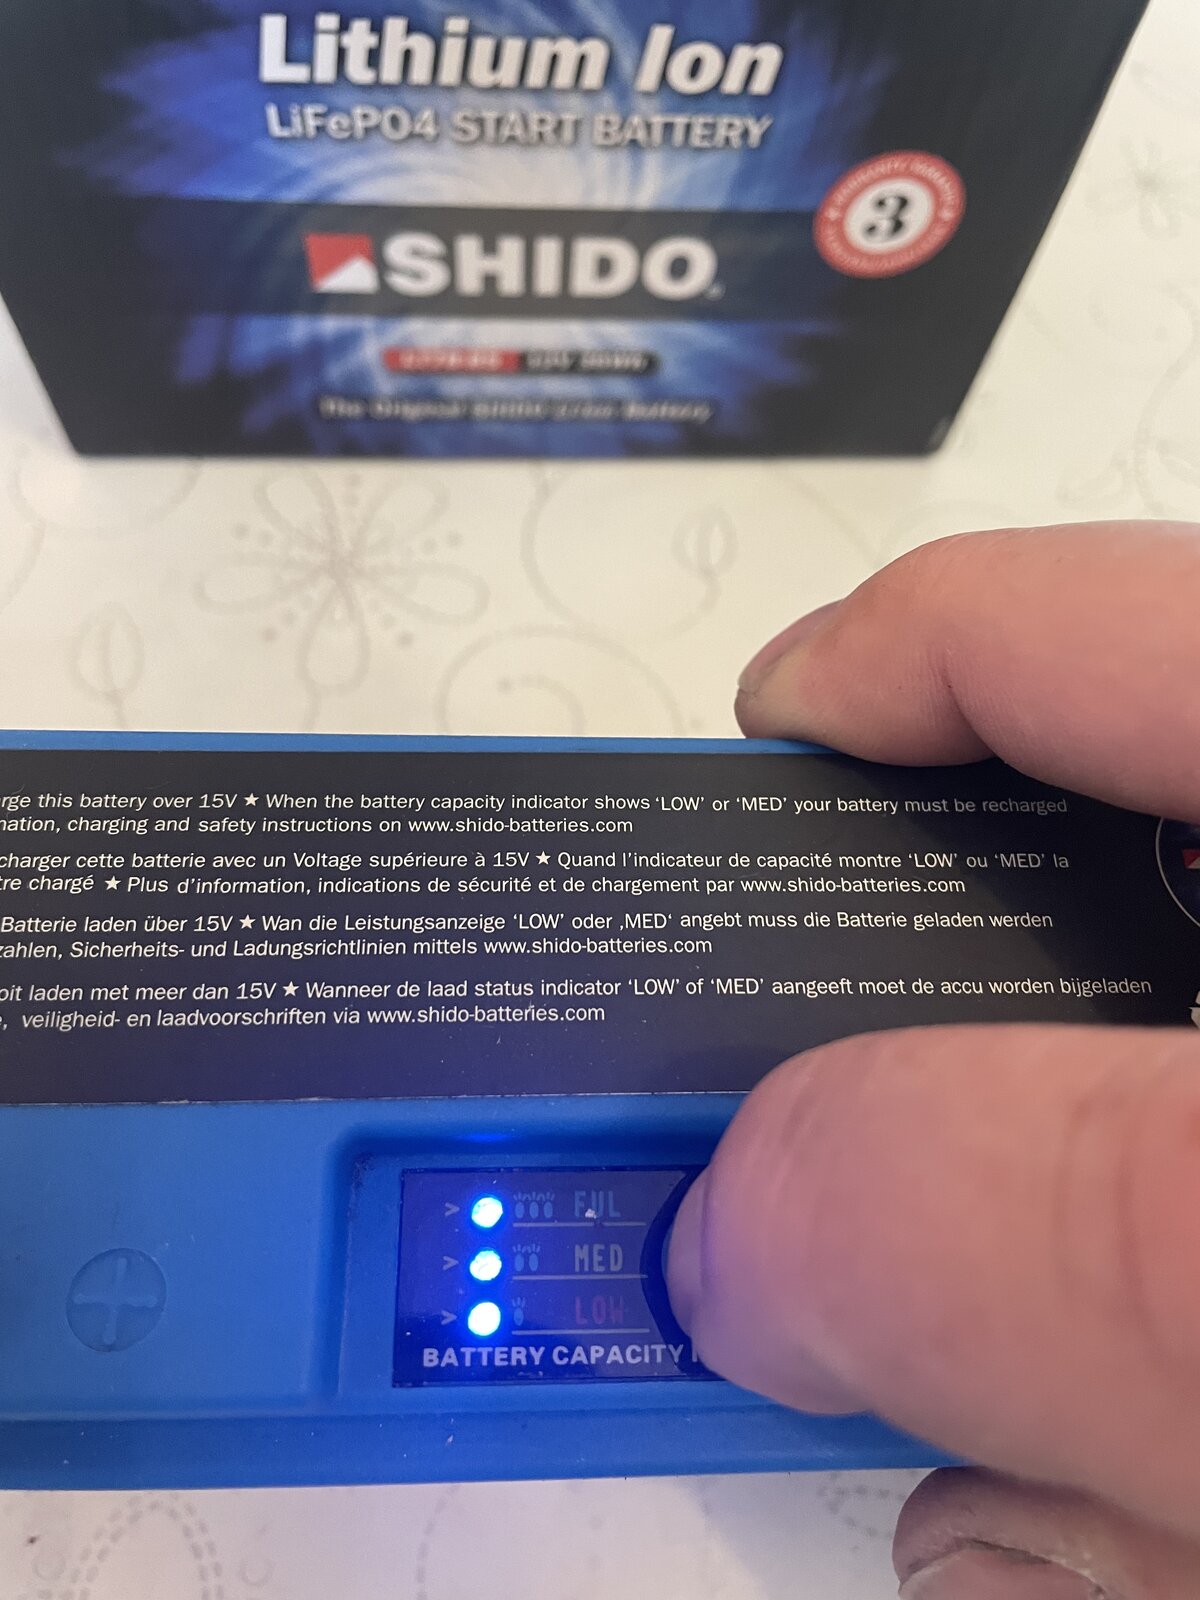 Lithium Ion
LiFePO4 START BATTERY
3
SHIDO
The Original Battery
rge this battery over 15V ★ When the battery capacity indicator shows ‘LOW’ or ‘MED’ your battery must be recharged
nation, charging and safety instructions on www.shido-batteries.com
charger cette batterie avec un Voltage supérieure à 15V ★ Quand l’indicateur de capacité montre ‘LOW’ ou ‘MED’ la
tre chargé ★ Plus d’information, indications de sécurité et de chargement par www.shido-batteries.com
Batterie laden über 15V ★ Wan die Leistungsanzeige ‘LOW’ oder ‚MED‘ angebt muss die Batterie geladen werden
zahlen, Sicherheits- und Ladungsrichtlinien mittels www.shido-batteries.com
oit laden met meer dan 15V ★ Wanneer de laad status indicator ‘LOW’ of ‘MED’ aangeeft moet de accu worden bijgeladen
e, veiligheid- en laadvoorschriften via www.shido-batteries.com
> FUL
> MED
> LOW
BATTERY CAPACITY